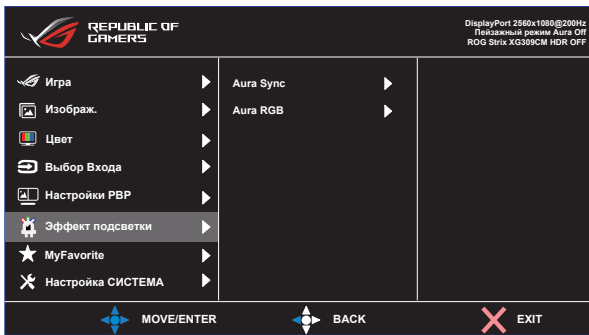 REPUBLIC OF
GAMERS
DisplayPort 2560x1080@200Hz
Пейзажный режим Aura Off
ROG Strix XG309CM HDR OFF
Игра
Изображ.
Цвет
Выбор Входа
Настройки PBP
Эффект подсветки
MyFavorite
Настройка СИСТЕМА
Aura Sync
Aura RGB
MOVE/ENTER
BACK
EXIT